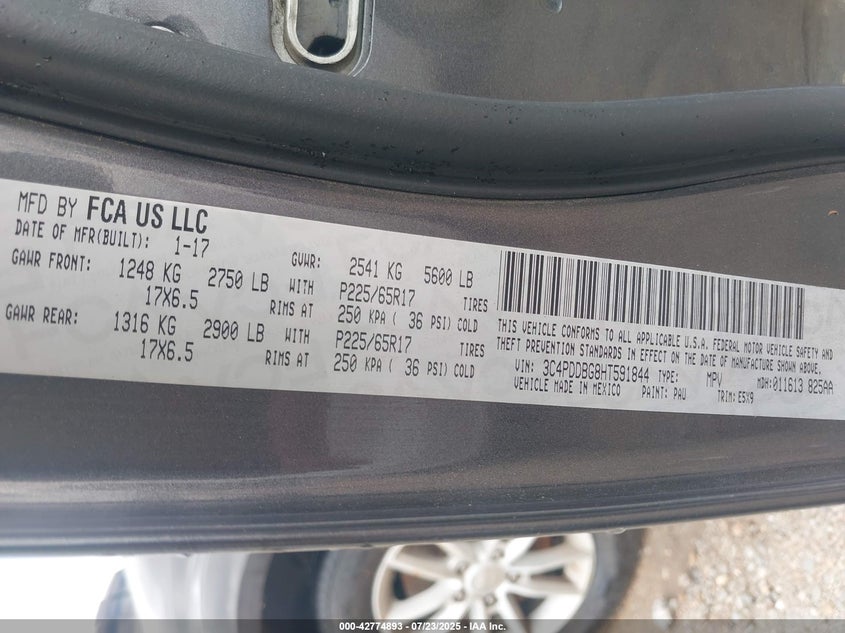 MFD BY FCA US LLC
DATE OF MFR(BUILT): 1-17
GVWR: 2541 KG 5600 LB
GAWR FRONT: 1248 KG 2750 LB WITH P225/65R17 TIRES
17X6.5 RIMS AT 250 KPA ( 36 PSI) COLD
GAWR REAR: 1316 KG 2900 LB WITH P225/65R17 TIRES
17X6.5 RIMS AT 250 KPA ( 36 PSI) COLD
THIS VEHICLE CONFORMS TO ALL APPLICABLE U.S.A. FEDERAL MOTOR VEHICLE SAFETY AND
THEFT PREVENTION STANDARDS IN EFFECT ON THE DATE OF MANUFACTURE SHOWN ABOVE.
VIN: 3C4PDDBG8HT591844 TYPE: MPV MDH:011613 825AA
VEHICLE MADE IN MEXICO PAINT: PAU TRIM: E5X9
000-42774893 - 07/23/2025 - IAA